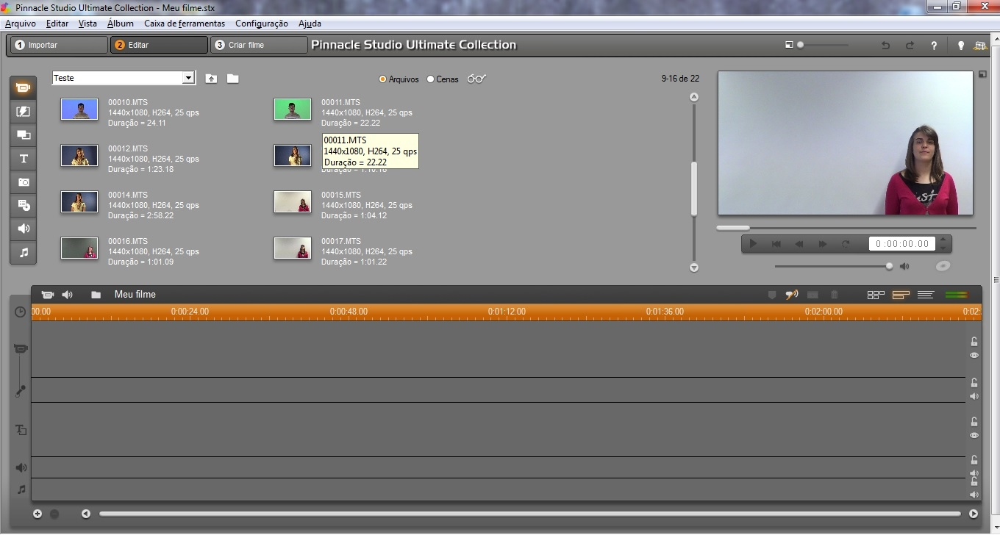 Pinnacle Studio Ultimate Collection - Meu filme.stx
Arquivo Editar Vista Álbum Caixa de ferramentas Configuração Ajuda
1 Importar 2 Editar 3 Criar filme Pinnacle Studio Ultimate Collection
Teste Arquivos Cenas 9-16 de 22
00010.MTS
1440x1080, H264, 25 qps
Duração = 24.11
00011.MTS
1440x1080, H264, 25 qps
Duração = 22.22
00012.MTS
1440x1080, H264, 25 qps
Duração = 1:23.18
00011.MTS
1440x1080, H264, 25 qps
Duração = 22.22
Duração = 1:10.18
00014.MTS
1440x1080, H264, 25 qps
Duração = 2:58.22
00015.MTS
1440x1080, H264, 25 qps
Duração = 1:04.12
00016.MTS
1440x1080, H264, 25 qps
Duração = 1:01.09
00017.MTS
1440x1080, H264, 25 qps
Duração = 1:01.22
0:00:00.00
Meu filme
00.00 0:00:24.00 0:00:48.00 0:01:12.00 0:01:36.00 0:02:00.00 0:02: